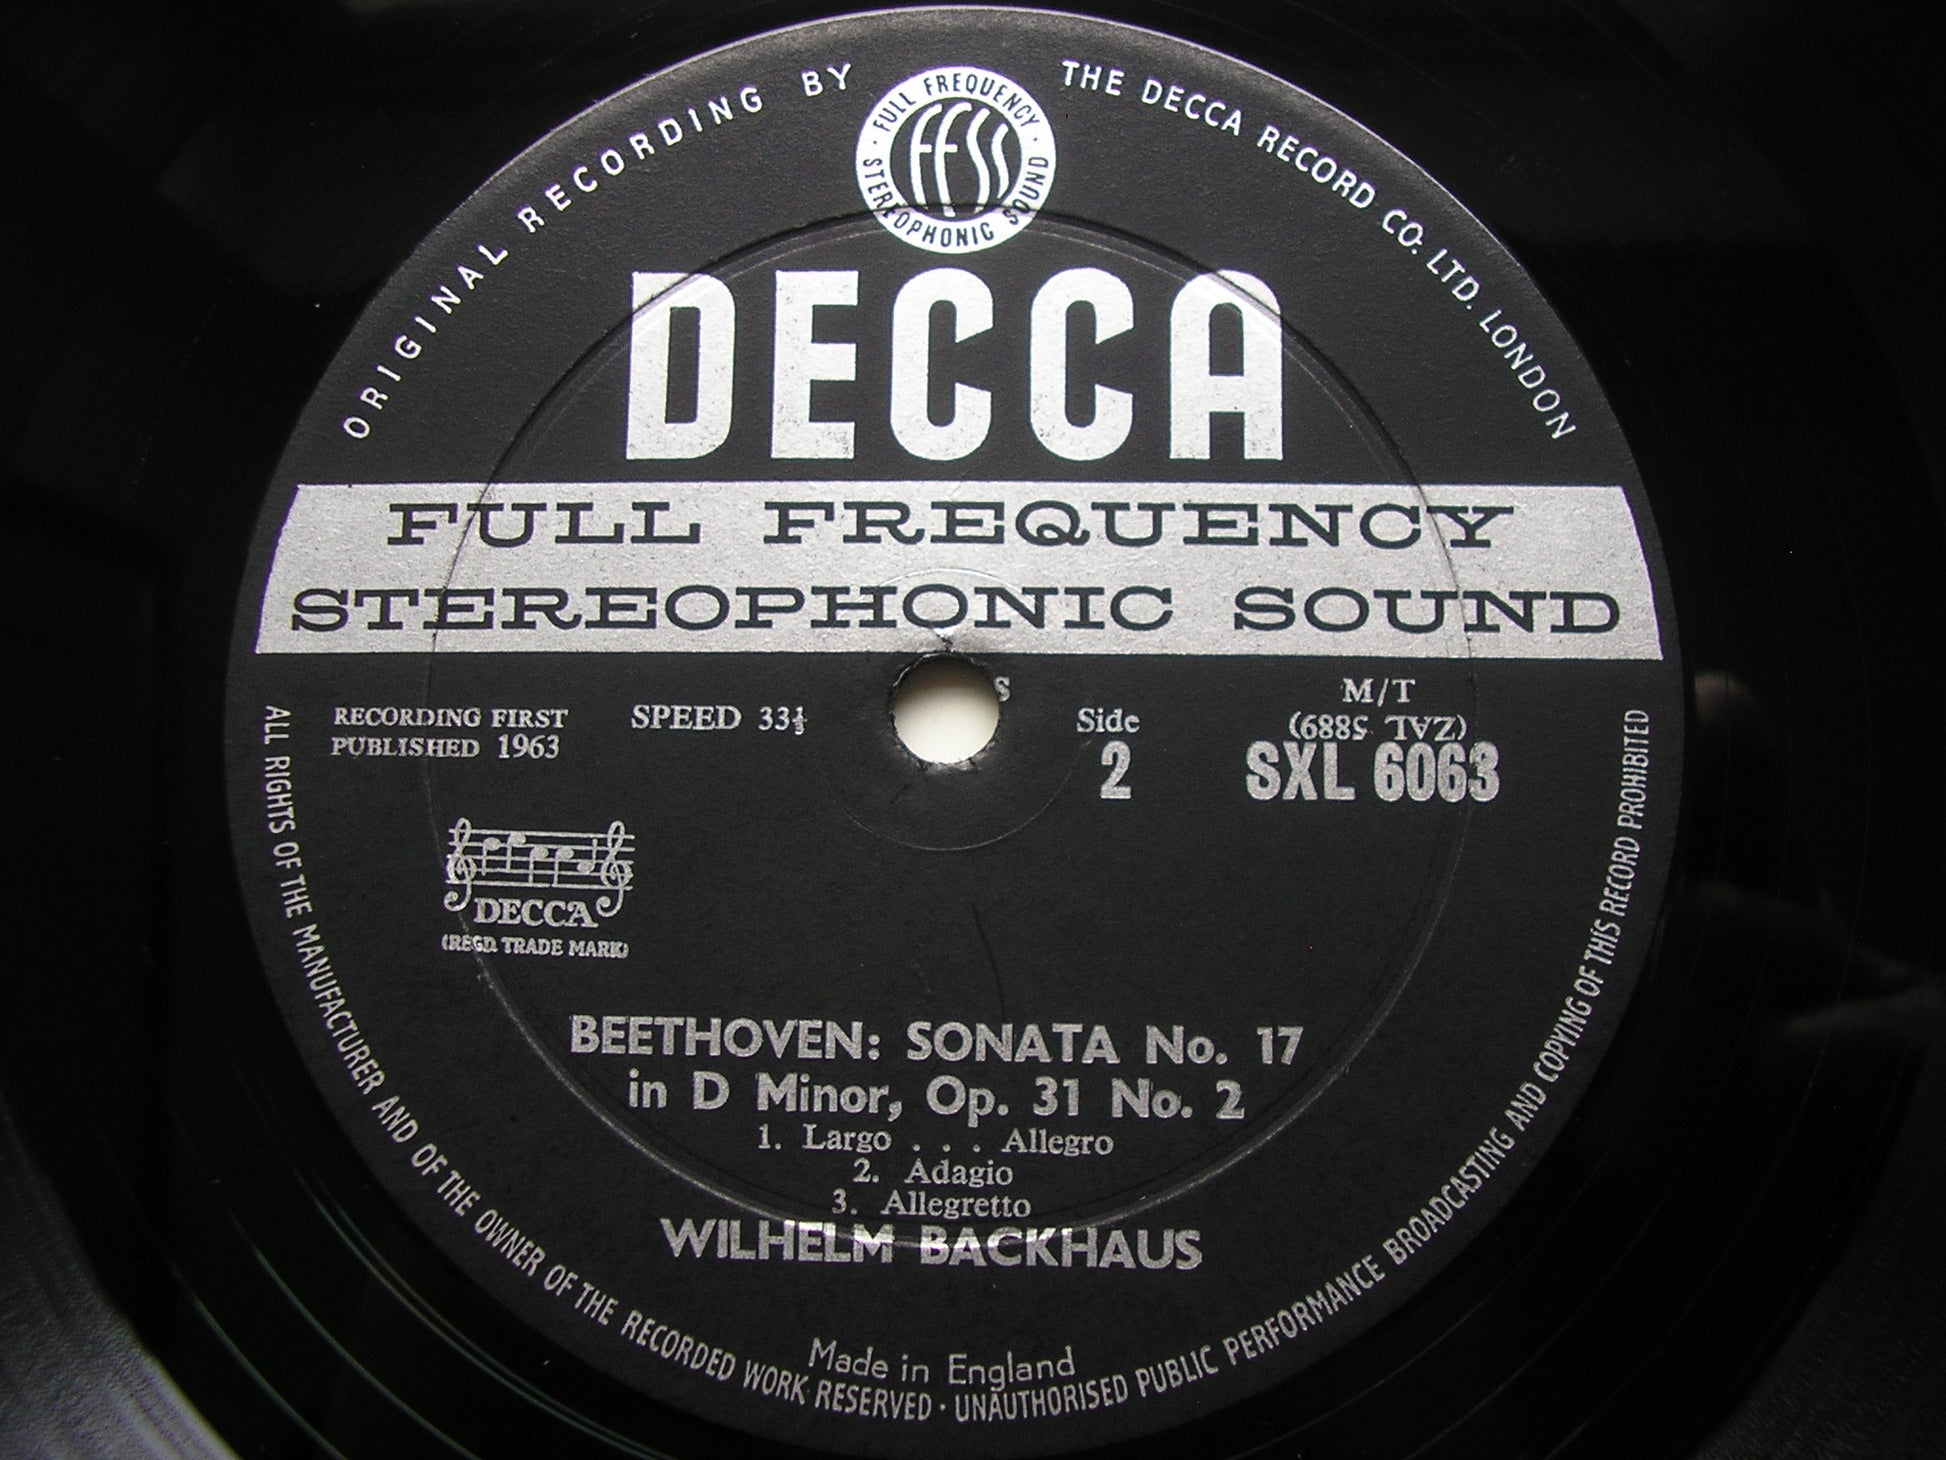 ORIGINAL RECORDING BY
THE DECCA RECORD CO. LTD. LONDON
· FULL FREQUENCY ·
STEREOPHONIC SOUND
FFSS
DECCA
FULL FREQUENCY
STEREOPHONIC SOUND
RECORDING FIRST
PUBLISHED 1963
SPEED 33⅓
S
Side
2
M/T
(ZAL 5889)
SXL 6063
DECCA
(REGD. TRADE MARK)
BEETHOVEN: SONATA No. 17
in D Minor, Op. 31 No. 2
1. Largo . . . Allegro
2. Adagio
3. Allegretto
WILHELM BACKHAUS
Made in England
ALL RIGHTS OF THE MANUFACTURER AND OF THE OWNER OF THE RECORDED WORK RESERVED · UNAUTHORISED PUBLIC PERFORMANCE BROADCASTING AND COPYING OF THIS RECORD PROHIBITED